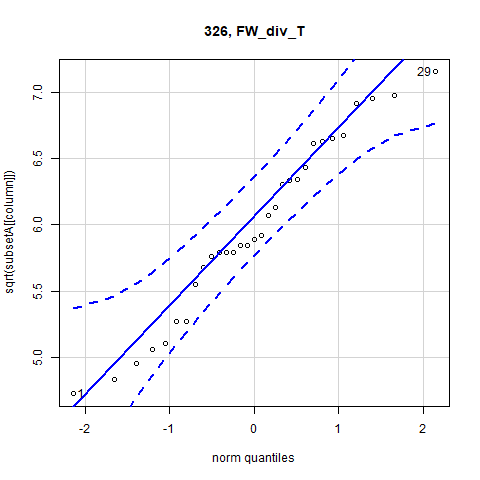 326, FW_div_T
sqrt(subsetA[[column]])
7.0
6.5
6.0
5.5
5.0
29
1
-2 -1 0 1 2
norm quantiles